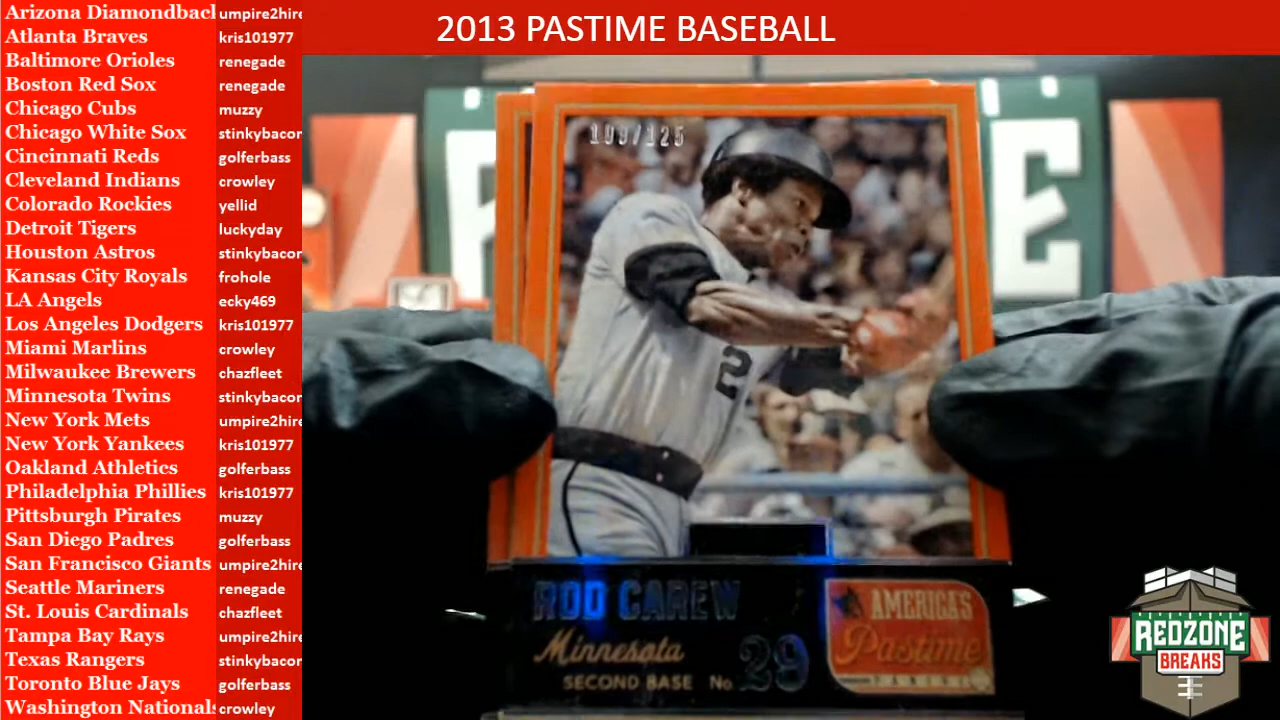 2013 PASTIME BASEBALL
Arizona Diamondbacl umpire2hire
Atlanta Braves kris101977
Baltimore Orioles renegade
Boston Red Sox renegade
Chicago Cubs muzzy
Chicago White Sox stinkybacon
Cincinnati Reds golferbass
Cleveland Indians crowley
Colorado Rockies yellid
Detroit Tigers luckyday
Houston Astros stinkybacon
Kansas City Royals frohole
LA Angels ecky469
Los Angeles Dodgers kris101977
Miami Marlins crowley
Milwaukee Brewers chazfleet
Minnesota Twins stinkybacon
New York Mets umpire2hire
New York Yankees kris101977
Oakland Athletics golferbass
Philadelphia Phillies kris101977
Pittsburgh Pirates muzzy
San Diego Padres golferbass
San Francisco Giants umpire2hire
Seattle Mariners renegade
St. Louis Cardinals chazfleet
Tampa Bay Rays umpire2hire
Texas Rangers stinkybacon
Toronto Blue Jays golferbass
Washington Nationals crowley
2
ROD CAREW
Minnesota
SECOND BASE No. 29
AMERICA'S
Pastime
REDZONE
BREAKS